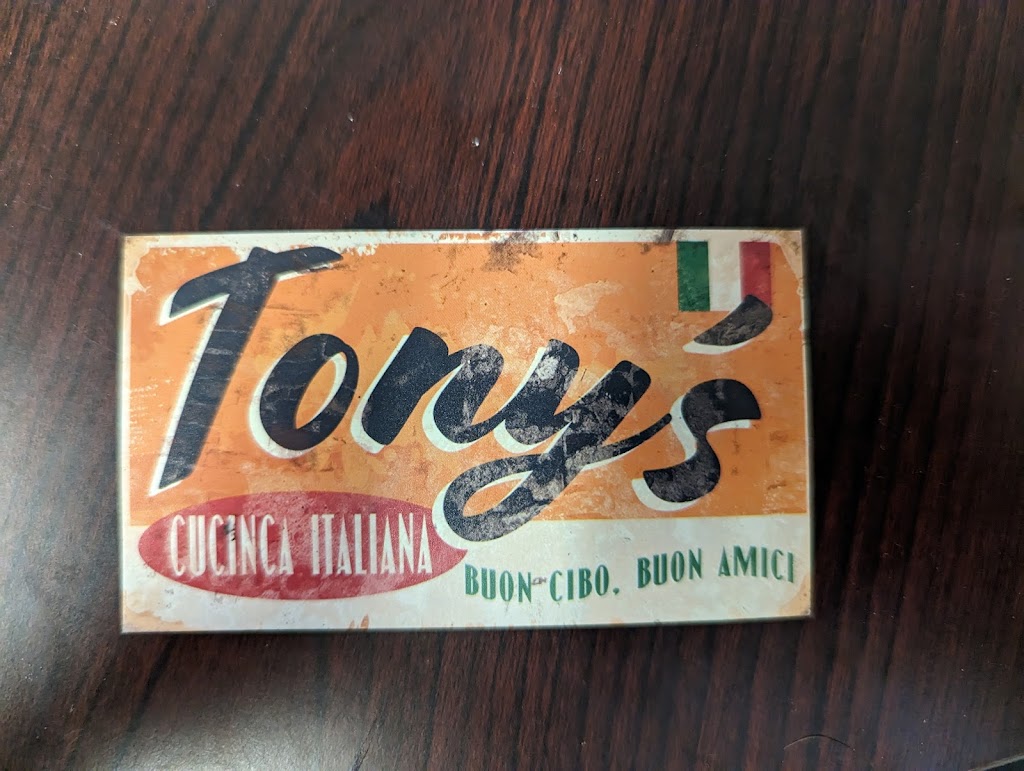 Tony's
CUCINCA ITALIANA
BUON CIBO, BUON AMICI